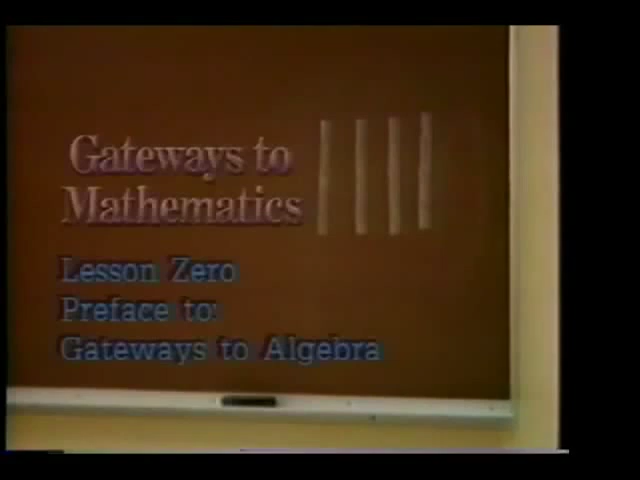 Gateways to
Mathematics
Lesson Zero
Preface to:
Gateways to Algebra